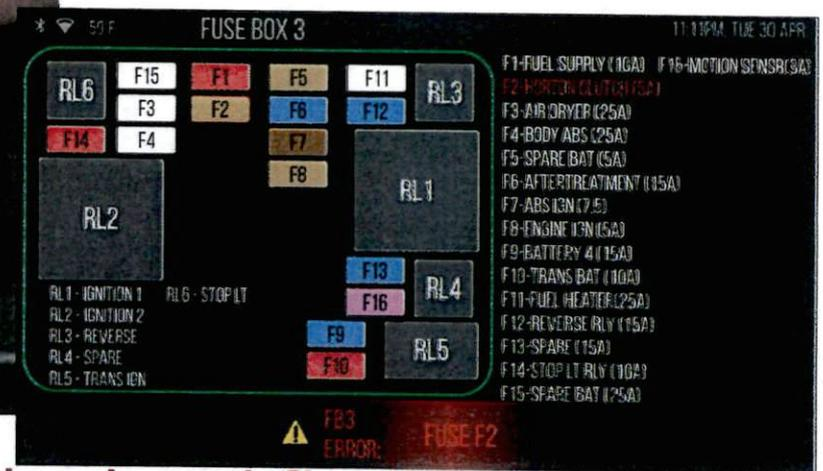 59 F FUSE BOX 3 11:11PM, TUE 30 APR
RL6 F15 F1 F5 F11 RL3
F3 F2 F6 F12
F14 F4 F7
F8
RL2 RL1
F13
F16 RL4
F9
F10 RL5
RL1 - IGNITION 1 RL6 - STOP LT
RL2 - IGNITION 2
RL3 - REVERSE
RL4 - SPARE
RL5 - TRANS IGN
F1-FUEL SUPPLY (10A) F16-MOTION SENSR(3A)
F2-HORTON CLUTCH (5A)
F3-AIR DRYER (25A)
F4-BODY ABS (25A)
F5-SPARE BAT (5A)
F6-AFTERTREATMENT (15A)
F7-ABS IGN (7.5)
F8-ENGINE IGN (5A)
F9-BATTERY 4 (15A)
F10-TRANS BAT (10A)
F11-FUEL HEATER(25A)
F12-REVERSE RLY (15A)
F13-SPARE (15A)
F14-STOP LT RLY (10A)
F15-SPARE BAT (25A)
FB3
ERROR: FUSE F2